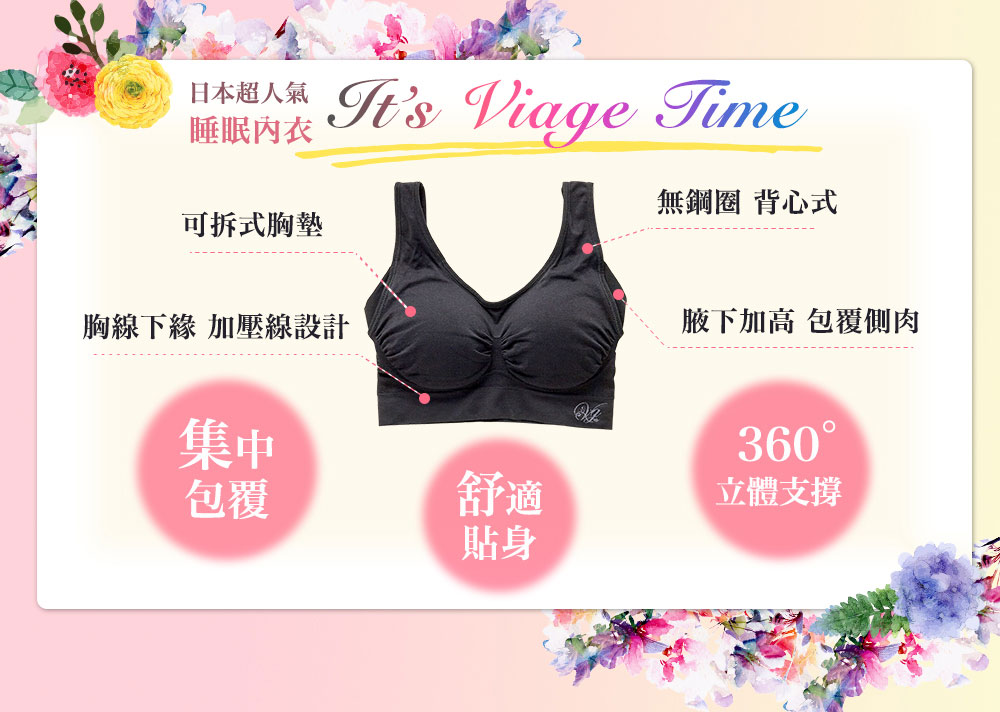 日本超人氣
睡眠內衣
It's Viage Time
可拆式胸墊
無鋼圈 背心式
胸線下緣 加壓線設計
腋下加高 包覆側肉
集中
包覆
舒適
貼身
360°
立體支撐